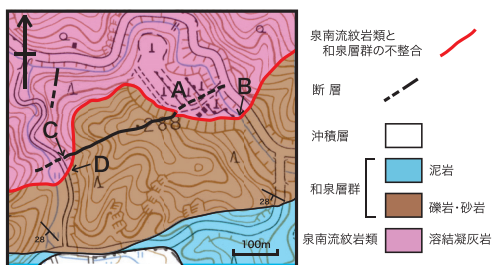 A
B
288
C
D
28
28
100m
泉南流紋岩類と
和泉層群の不整合
断 層
沖積層
和泉層群
泥岩
礫岩・砂岩
泉南流紋岩類
溶結凝灰岩